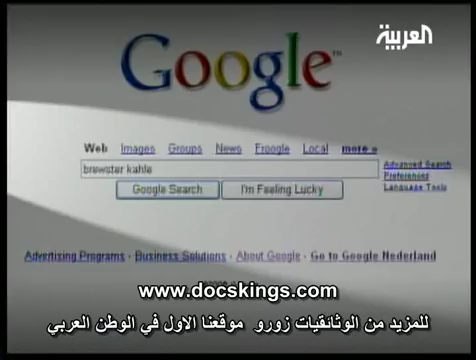 العربية
Google™
Web Images Groups News Froogle Local more »
brewster kahle
Advanced Search
Preferences
Language Tools
Google Search I'm Feeling Lucky
Advertising Programs - Business Solutions - About Google - Go to Google Nederland
www.docskings.com
للمزيد من الوثائقيات زورو موقعنا الاول في الوطن العربي